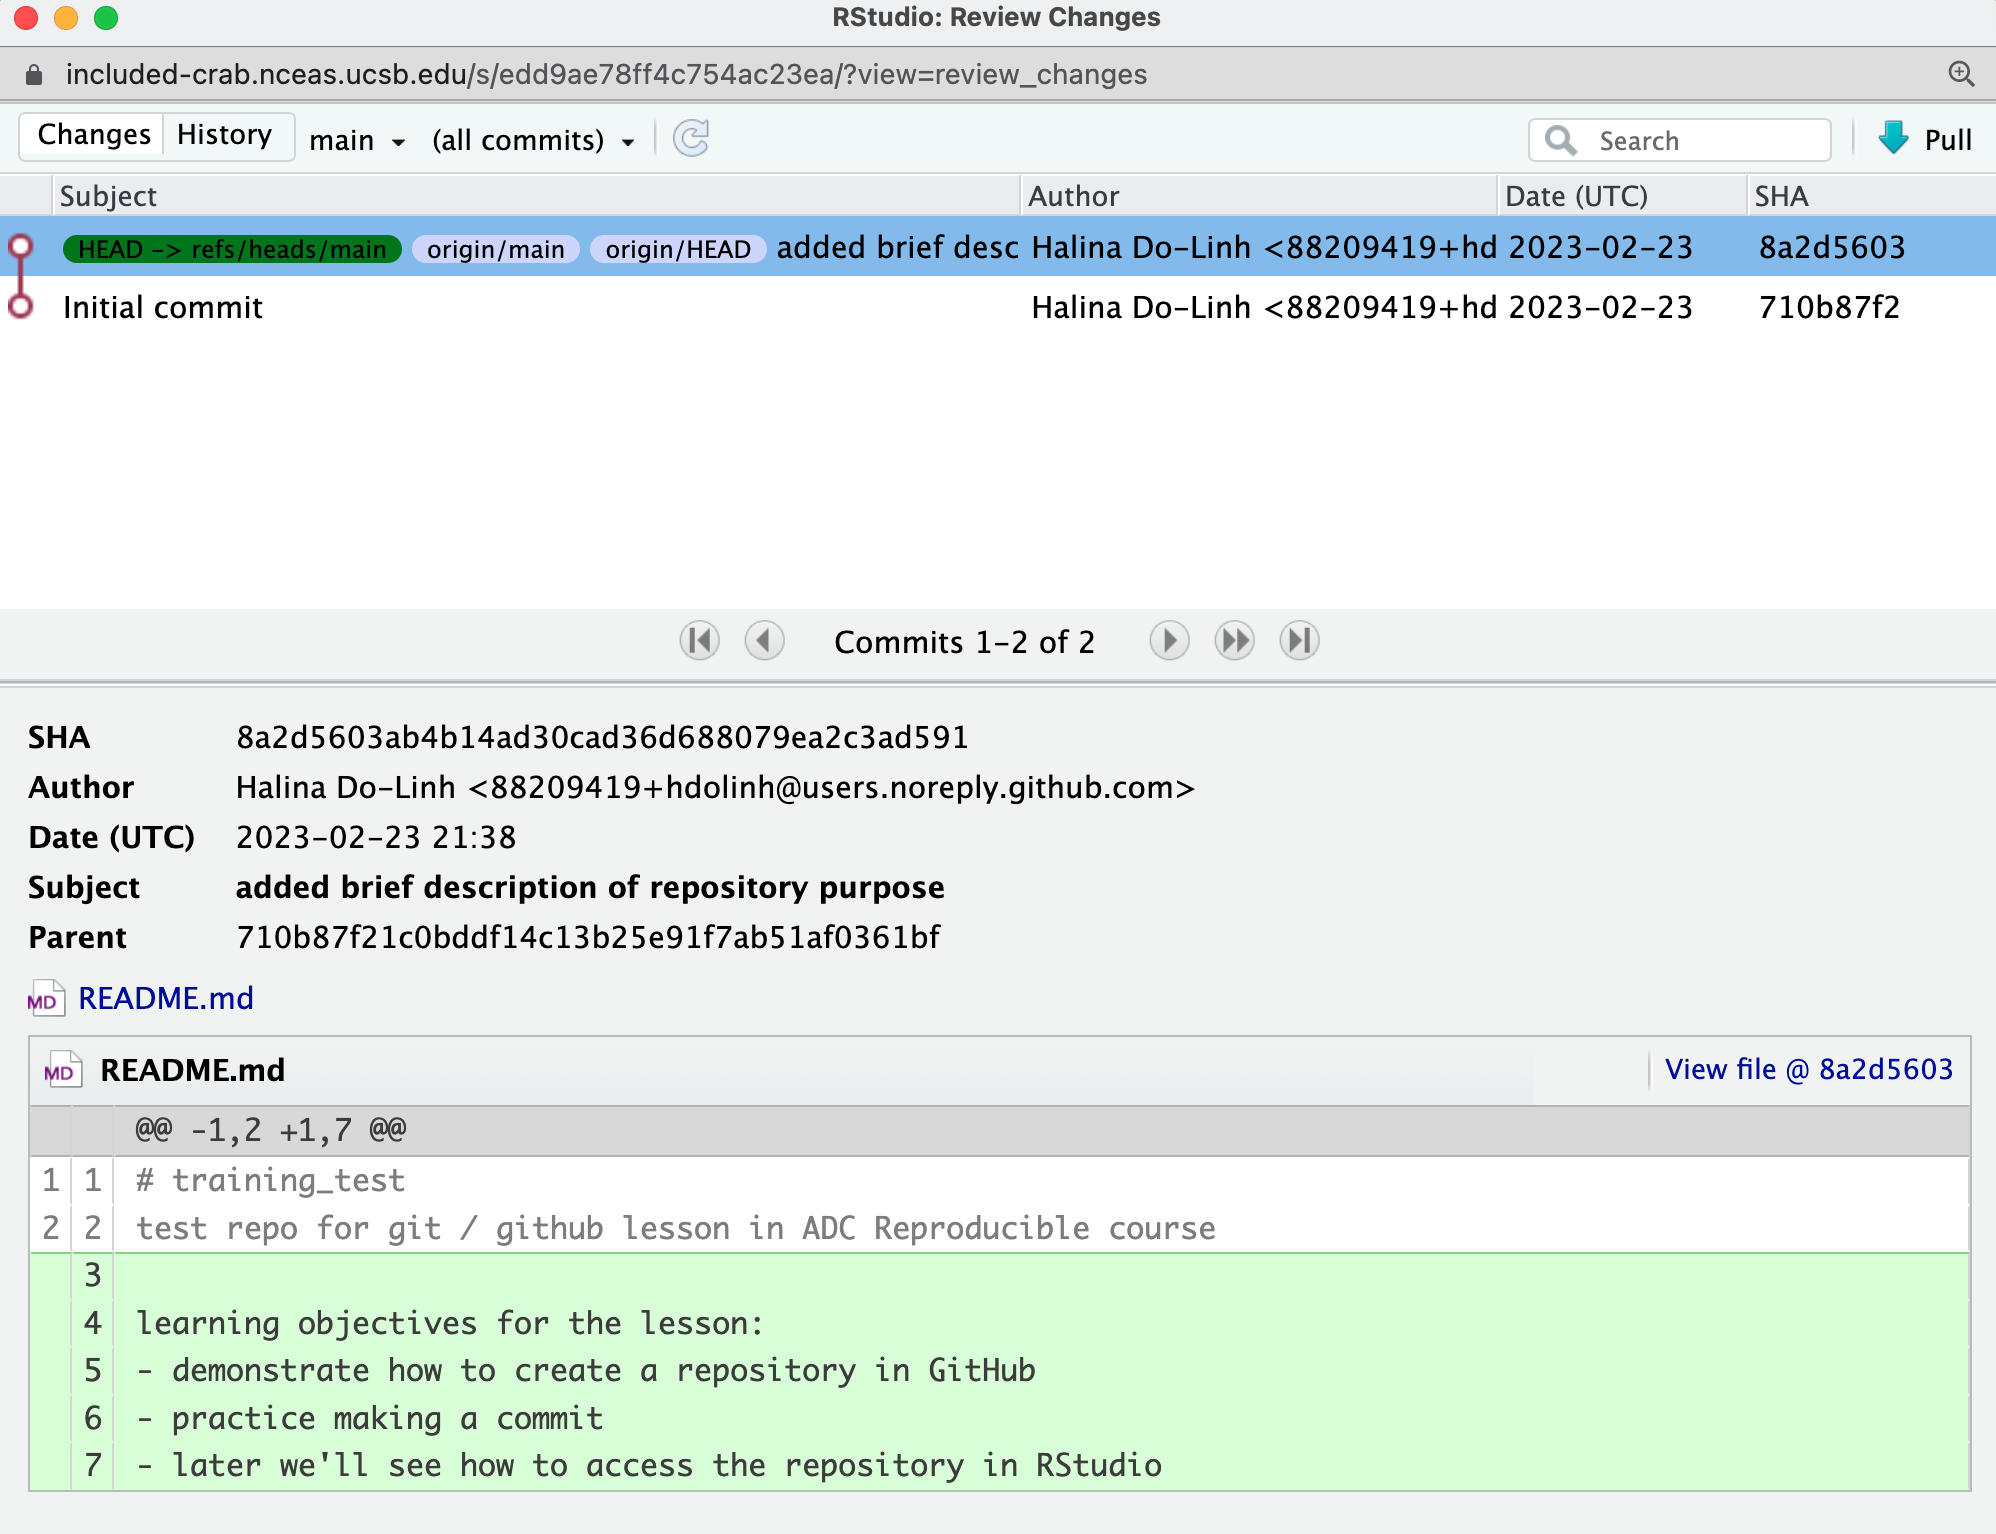 RStudio: Review Changes
included-crab.nceas.ucsb.edu/s/edd9ae78ff4c754ac23ea/?view=review_changes
Changes History main (all commits) Search Pull
Subject Author Date (UTC) SHA
HEAD -> refs/heads/main origin/main origin/HEAD added brief desc Halina Do-Linh <88209419+hd 2023-02-23 8a2d5603
Initial commit Halina Do-Linh <88209419+hd 2023-02-23 710b87f2
Commits 1-2 of 2
SHA 8a2d5603ab4b14ad30cad36d688079ea2c3ad591
Author Halina Do-Linh <88209419+hdolinh@users.noreply.github.com>
Date (UTC) 2023-02-23 21:38
Subject added brief description of repository purpose
Parent 710b87f21c0bddf14c13b25e91f7ab51af0361bf
MD README.md
MD README.md View file @ 8a2d5603
@@ -1,2 +1,7 @@
1 1 # training_test
2 2 test repo for git / github lesson in ADC Reproducible course
3
4 learning objectives for the lesson:
5 - demonstrate how to create a repository in GitHub
6 - practice making a commit
7 - later we'll see how to access the repository in RStudio